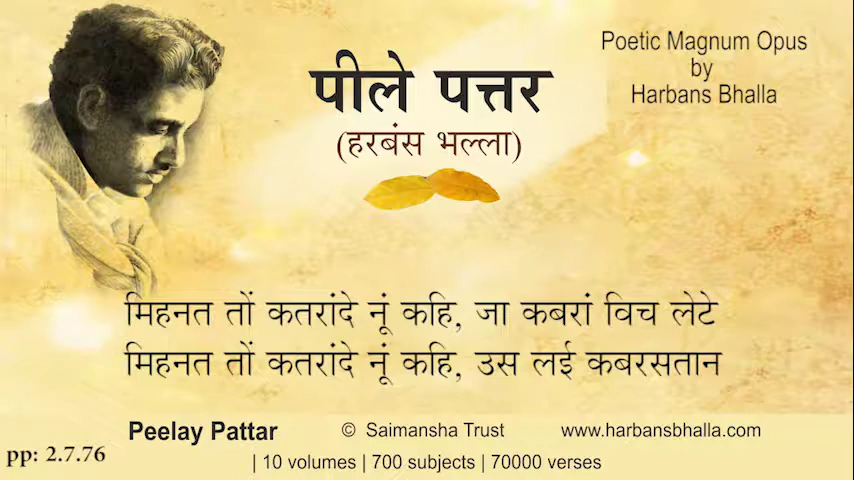 Poetic Magnum Opus
by
Harbans Bhalla
पीले पत्तर
(हरबंस भल्ला)
मिहनत तों कतरांदे नूं कहि, जा कबरां विच लेटे
मिहनत तों कतरांदे नूं कहि, उस लई कबरसतान
Peelay Pattar © Saimansha Trust www.harbansbhalla.com
pp: 2.7.76
| 10 volumes | 700 subjects | 70000 verses